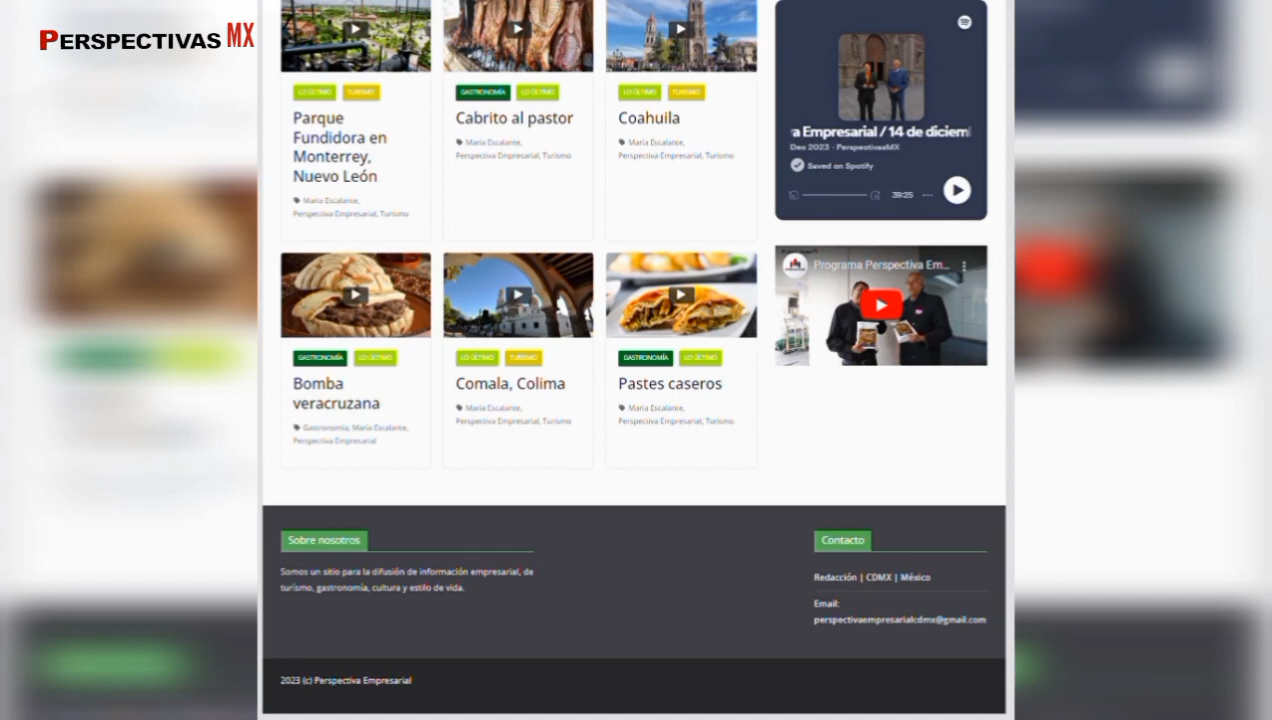 PERSPECTIVAS MX
LO ÚLTIMO TURISMO
Parque
Fundidora en
Monterrey,
Nuevo León
María Escalante,
Perspectiva Empresarial, Turismo
GASTRONOMÍA LO ÚLTIMO
Cabrito al pastor
María Escalante,
Perspectiva Empresarial, Turismo
LO ÚLTIMO TURISMO
Coahuila
María Escalante,
Perspectiva Empresarial, Turismo
a Empresarial / 14 de diciem
Dec 2023 · PerspectivasMX
Saved on Spotify
39:25
GASTRONOMÍA LO ÚLTIMO
Bomba
veracruzana
Gastronomía, María Escalante,
Perspectiva Empresarial
LO ÚLTIMO TURISMO
Comala, Colima
María Escalante,
Perspectiva Empresarial, Turismo
GASTRONOMÍA LO ÚLTIMO
Pastes caseros
María Escalante,
Perspectiva Empresarial, Turismo
Programa Perspectiva Em...
Sobre nosotros
Somos un sitio para la difusión de información empresarial, de
turismo, gastronomía, cultura y estilo de vida.
Contacto
Redacción | CDMX | México
Email:
perspectivaempresarialcdmx@gmail.com
2023 (c) Perspectiva Empresarial